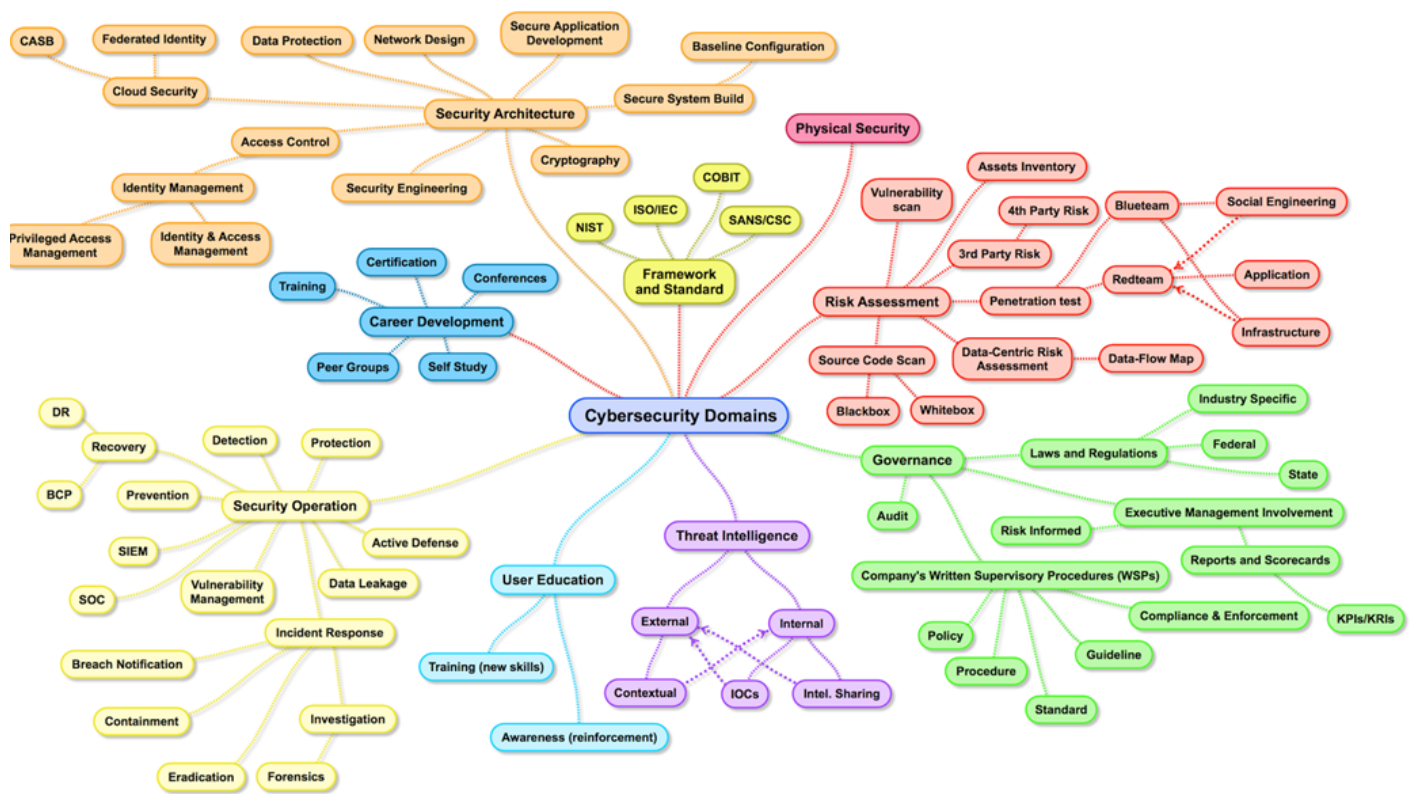 CASB
Federated Identity
Data Protection
Network Design
Secure Application
Development
Baseline Configuration
Cloud Security
Security Architecture
Secure System Build
Access Control
Cryptography
Identity Management
Security Engineering
Privileged Access
Management
Identity & Access
Management
Physical Security
NIST
ISO/IEC
COBIT
SANS/CSC
Framework
and Standard
Training
Certification
Conferences
Career Development
Peer Groups
Self Study
Vulnerability
scan
Assets Inventory
4th Party Risk
3rd Party Risk
Blueteam
Social Engineering
Redteam
Application
Infrastructure
Risk Assessment
Penetration test
Source Code Scan
Data-Centric Risk
Assessment
Data-Flow Map
Blackbox
Whitebox
Cybersecurity Domains
DR
Recovery
BCP
Detection
Protection
Prevention
Security Operation
SIEM
Active Defense
SOC
Vulnerability
Management
Data Leakage
Incident Response
Breach Notification
Containment
Investigation
Eradication
Forensics
User Education
Training (new skills)
Awareness (reinforcement)
Threat Intelligence
External
Internal
Contextual
IOCs
Intel. Sharing
Governance
Laws and Regulations
Industry Specific
Federal
State
Audit
Executive Management Involvement
Risk Informed
Reports and Scorecards
Company's Written Supervisory Procedures (WSPs)
Compliance & Enforcement
KPIs/KRIs
Policy
Procedure
Guideline
Standard